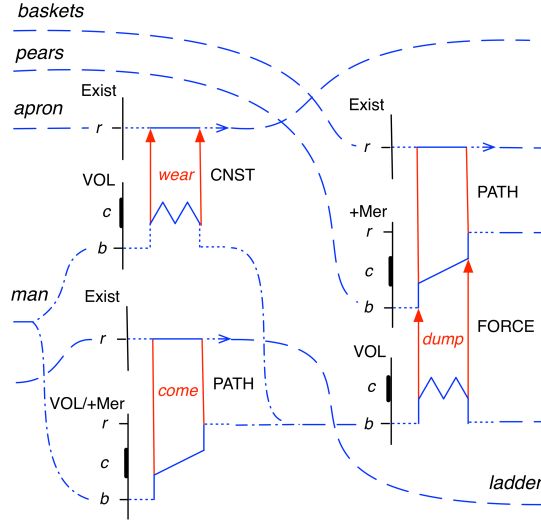 baskets
pears
Exist
Exist
apron
r
r
wear
CNST
VOL
PATH
+Mer
c
r
b
c
man
Exist
b
FORCE
r
dump
VOL
come
PATH
c
VOL/+Mer
r
b
c
ladder
b